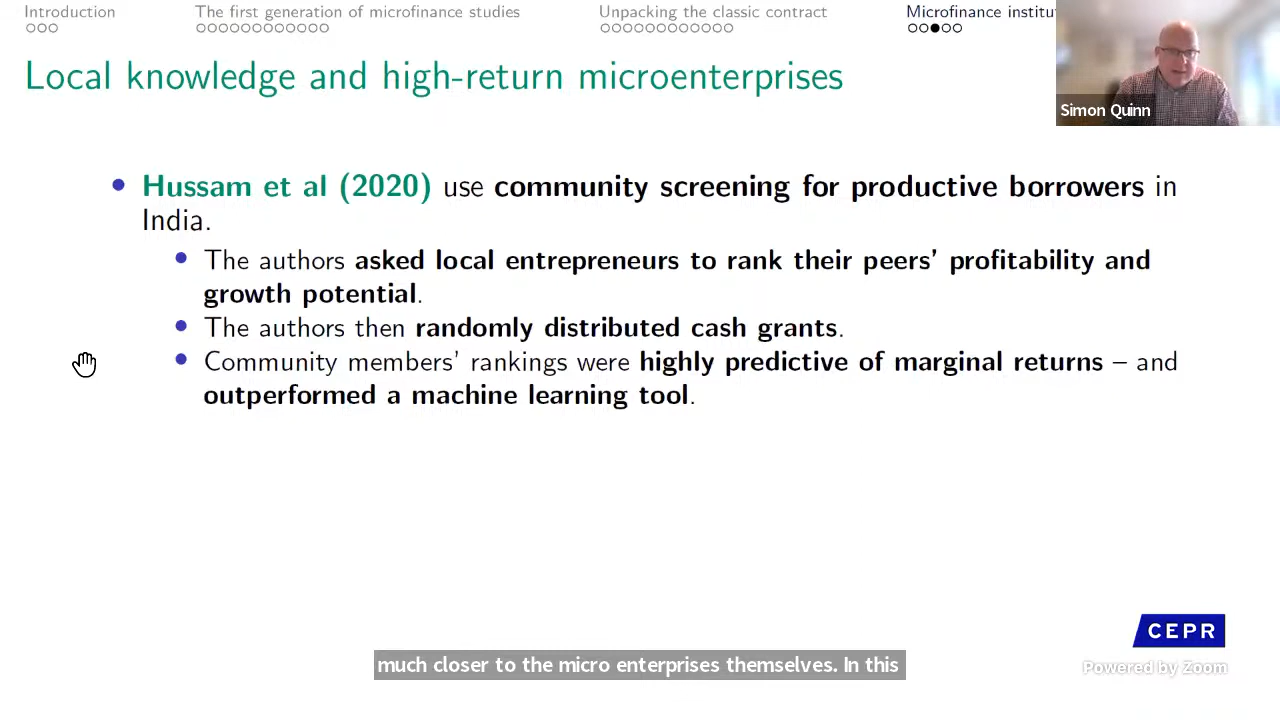 Introduction
The first generation of microfinance studies
Unpacking the classic contract
Microfinance institu
Local knowledge and high-return microenterprises
Simon Quinn
• Hussam et al (2020) use community screening for productive borrowers in
India.
• The authors asked local entrepreneurs to rank their peers' profitability and
growth potential.
• The authors then randomly distributed cash grants.
• Community members' rankings were highly predictive of marginal returns – and
outperformed a machine learning tool.
CEPR
much closer to the micro enterprises themselves. In this
Powered by Zoom